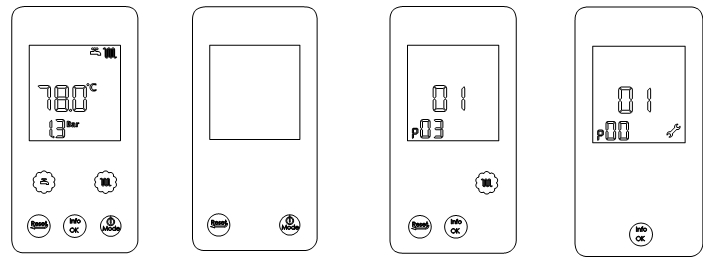 78.0 °C
1.3 Bar
Reset
Info
OK
Mode
Reset
Mode
01
P03
Reset
Info
OK
01
P00
Info
OK